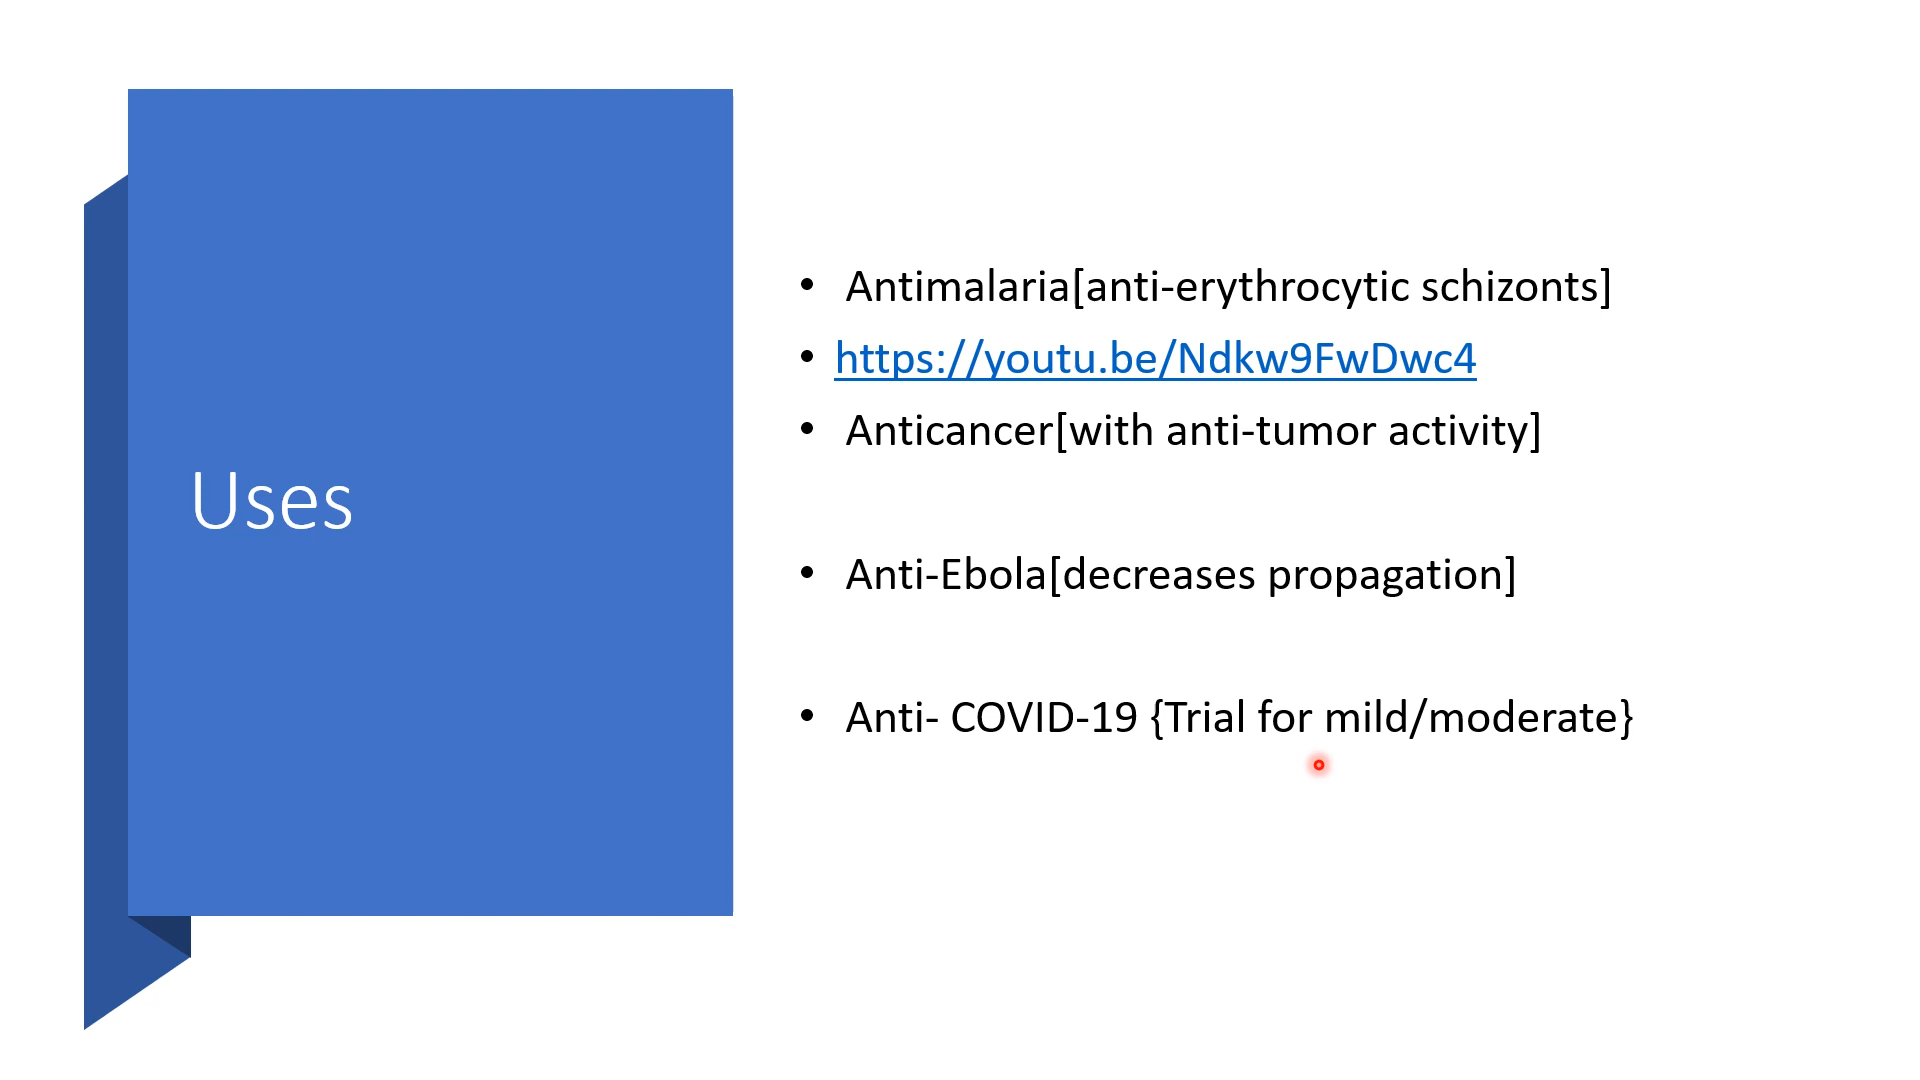 Uses
• Antimalaria[anti-erythrocytic schizonts]
• https://youtu.be/Ndkw9FwDwc4
• Anticancer[with anti-tumor activity]
• Anti-Ebola[decreases propagation]
• Anti- COVID-19 {Trial for mild/moderate}